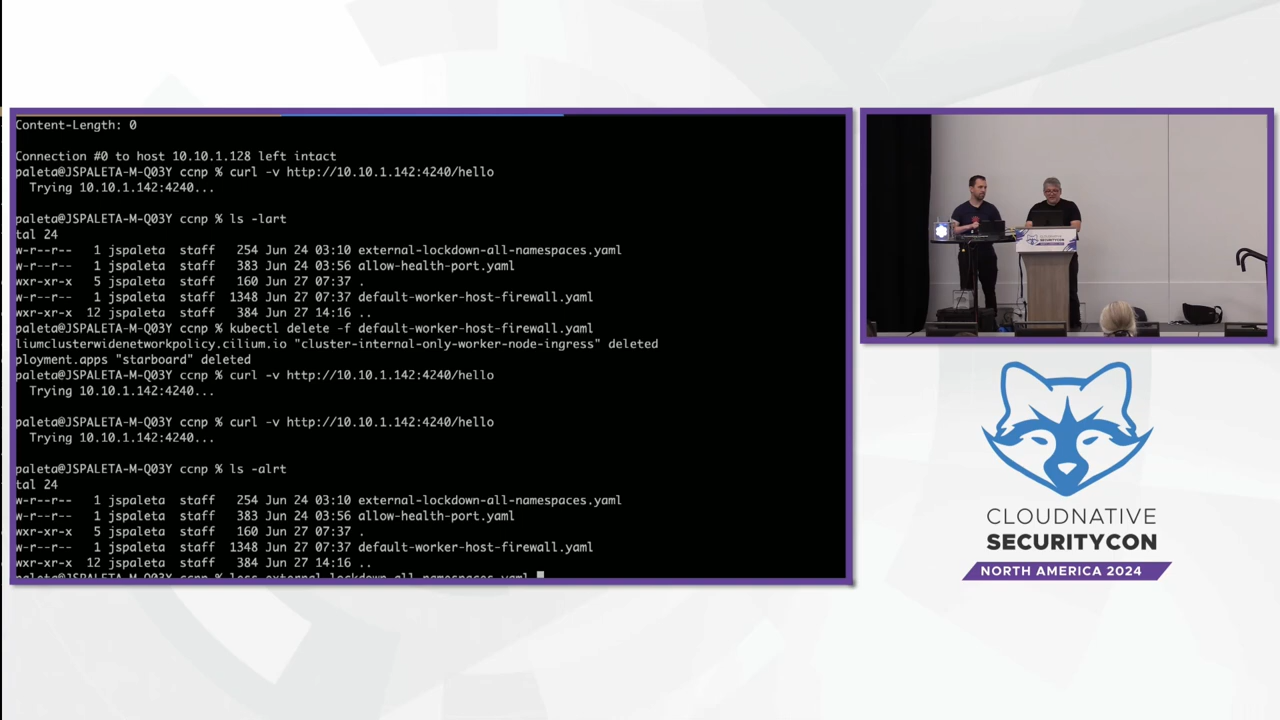 Content-Length: 0
Connection #0 to host 10.10.1.128 left intact
paleta@JSPALETA-M-Q03Y ccnp % curl -v http://10.10.1.142:4240/hello
Trying 10.10.1.142:4240...
paleta@JSPALETA-M-Q03Y ccnp % ls -lart
tal 24
w-r--r-- 1 jspaleta staff 254 Jun 24 03:10 external-lockdown-all-namespaces.yaml
w-r--r-- 1 jspaleta staff 383 Jun 24 03:56 allow-health-port.yaml
wxr-xr-x 5 jspaleta staff 160 Jun 27 07:37 .
w-r--r-- 1 jspaleta staff 1348 Jun 27 07:37 default-worker-host-firewall.yaml
wxr-xr-x 12 jspaleta staff 384 Jun 27 14:16 ..
paleta@JSPALETA-M-Q03Y ccnp % kubectl delete -f default-worker-host-firewall.yaml
liumclusterwidenetworkpolicy.cilium.io "cluster-internal-only-worker-node-ingress" deleted
ployment.apps "starboard" deleted
paleta@JSPALETA-M-Q03Y ccnp % curl -v http://10.10.1.142:4240/hello
Trying 10.10.1.142:4240...
paleta@JSPALETA-M-Q03Y ccnp % curl -v http://10.10.1.142:4240/hello
Trying 10.10.1.142:4240...
paleta@JSPALETA-M-Q03Y ccnp % ls -alrt
tal 24
w-r--r-- 1 jspaleta staff 254 Jun 24 03:10 external-lockdown-all-namespaces.yaml
w-r--r-- 1 jspaleta staff 383 Jun 24 03:56 allow-health-port.yaml
wxr-xr-x 5 jspaleta staff 160 Jun 27 07:37 .
w-r--r-- 1 jspaleta staff 1348 Jun 27 07:37 default-worker-host-firewall.yaml
wxr-xr-x 12 jspaleta staff 384 Jun 27 14:16 ..
paleta@JSPALETA-M-Q03Y ccnp % less external-lockdown-all-namespaces.yaml
CLOUDNATIVE
SECURITYCON
NORTH AMERICA 2024